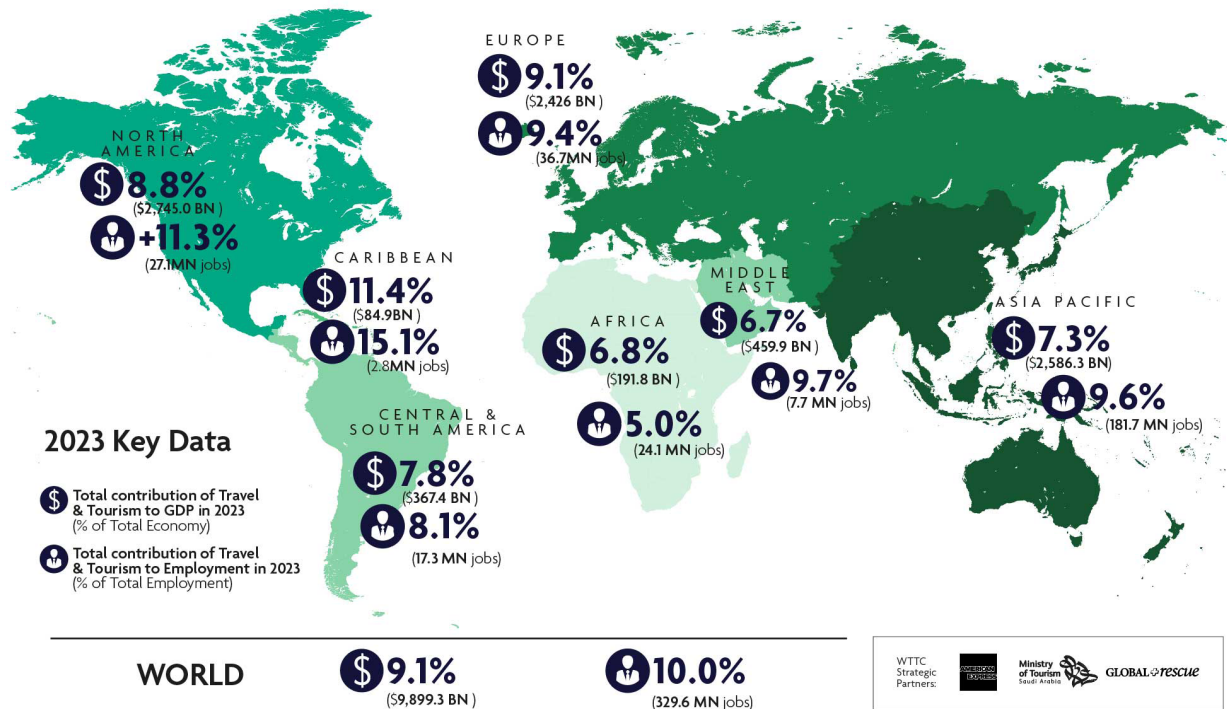 EUROPE
$ 9.1%
($2,426 BN )
9.4%
(36.7MN jobs)
NORTH
AMERICA
$ 8.8%
($2,745.0 BN )
+11.3%
(27.1MN jobs)
CARIBBEAN
$ 11.4%
($84.9BN )
15.1%
(2.8MN jobs)
MIDDLE
EAST
$ 6.7%
($459.9 BN )
9.7%
(7.7 MN jobs)
AFRICA
$ 6.8%
($191.8 BN )
5.0%
(24.1 MN jobs)
ASIA PACIFIC
$ 7.3%
($2,586.3 BN)
9.6%
(181.7 MN jobs)
CENTRAL &
SOUTH AMERICA
$ 7.8%
($367.4 BN )
8.1%
(17.3 MN jobs)
2023 Key Data
$ Total contribution of Travel
& Tourism to GDP in 2023
(% of Total Economy)
Total contribution of Travel
& Tourism to Employment in 2023
(% of Total Employment)
WORLD
$ 9.1%
($9,899.3 BN)
10.0%
(329.6 MN jobs)
WTTC
Strategic
Partners:
AMERICAN
EXPRESS
Ministry
of Tourism
Saudi Arabia
GLOBAL rescue